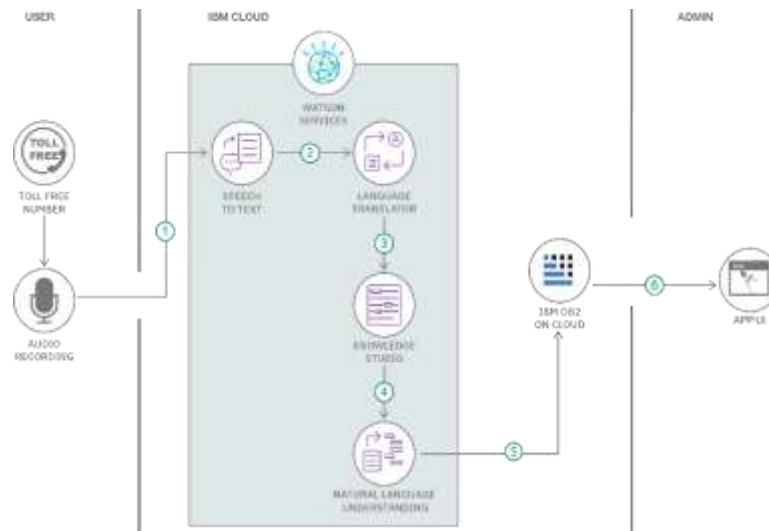 USER
IBM CLOUD
ADMIN
WATSON
SERVICES
TOLL
FREE
TOLL FREE
NUMBER
SPEECH
TO TEXT
2
LANGUAGE
TRANSLATOR
1
3
AUDIO
RECORDING
KNOWLEDGE
STUDIO
IBM DB2
ON CLOUD
6
APP UI
4
NATURAL LANGUAGE
UNDERSTANDING
5